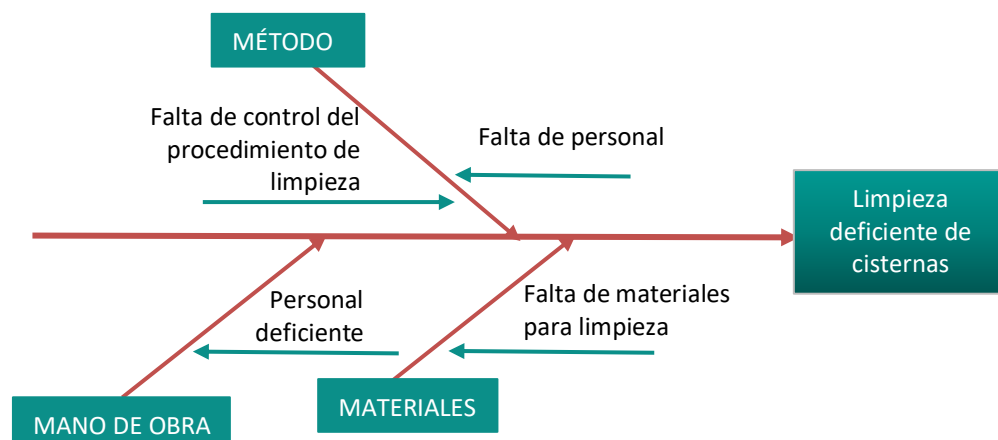 MÉTODO
Falta de control del
procedimiento de
limpieza
Falta de personal
Limpieza
deficiente de
cisternas
Personal
deficiente
Falta de materiales
para limpieza
MANO DE OBRA
MATERIALES